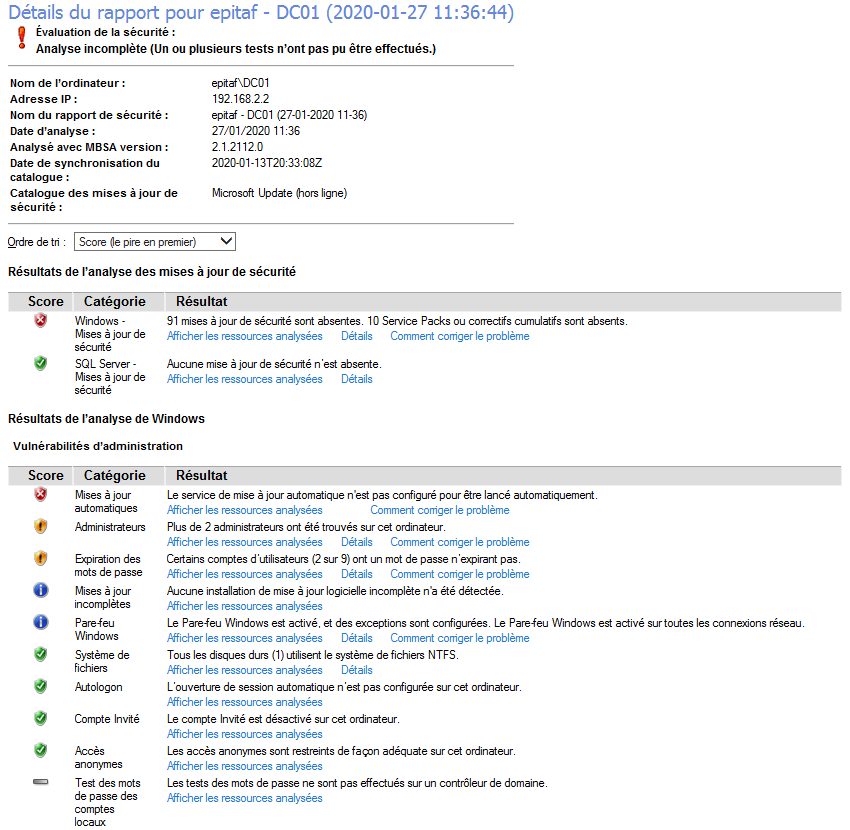 Détails du rapport pour epitaf - DC01 (2020-01-27 11:36:44)
Évaluation de la sécurité :
Analyse incomplète (Un ou plusieurs tests n'ont pas pu être effectués.)
Nom de l'ordinateur : epitaf\DC01
Adresse IP : 192.168.2.2
Nom du rapport de sécurité : epitaf - DC01 (27-01-2020 11-36)
Date d'analyse : 27/01/2020 11:36
Analysé avec MBSA version : 2.1.2112.0
Date de synchronisation du 2020-01-13T20:33:08Z
catalogue :
Catalogue des mises à jour de Microsoft Update (hors ligne)
sécurité :
Ordre de tri : Score (le pire en premier)
Résultats de l'analyse des mises à jour de sécurité
Score Catégorie Résultat
Windows - 91 mises à jour de sécurité sont absentes. 10 Service Packs ou correctifs cumulatifs sont absents.
Mises à jour de Afficher les ressources analysées Détails Comment corriger le problème
sécurité
SQL Server - Aucune mise à jour de sécurité n'est absente.
Mises à jour de Afficher les ressources analysées Détails
sécurité
Résultats de l'analyse de Windows
Vulnérabilités d'administration
Score Catégorie Résultat
Mises à jour Le service de mise à jour automatique n'est pas configuré pour être lancé automatiquement.
automatiques Afficher les ressources analysées Comment corriger le problème
Administrateurs Plus de 2 administrateurs ont été trouvés sur cet ordinateur.
Afficher les ressources analysées Détails Comment corriger le problème
Expiration des Certains comptes d'utilisateurs (2 sur 9) ont un mot de passe n'expirant pas.
mots de passe Afficher les ressources analysées Détails Comment corriger le problème
Mises à jour Aucune installation de mise à jour logicielle incomplète n'a été détectée.
incomplètes Afficher les ressources analysées
Pare-feu Le Pare-feu Windows est activé, et des exceptions sont configurées. Le Pare-feu Windows est activé sur toutes les connexions réseau.
Windows Afficher les ressources analysées Détails Comment corriger le problème
Système de Tous les disques durs (1) utilisent le système de fichiers NTFS.
fichiers Afficher les ressources analysées Détails
Autologon L'ouverture de session automatique n'est pas configurée sur cet ordinateur.
Afficher les ressources analysées
Compte Invité Le compte Invité est désactivé sur cet ordinateur.
Afficher les ressources analysées
Accès Les accès anonymes sont restreints de façon adéquate sur cet ordinateur.
anonymes Afficher les ressources analysées
Test des mots Les tests des mots de passe ne sont pas effectués sur un contrôleur de domaine.
de passe des Afficher les ressources analysées
comptes
locaux